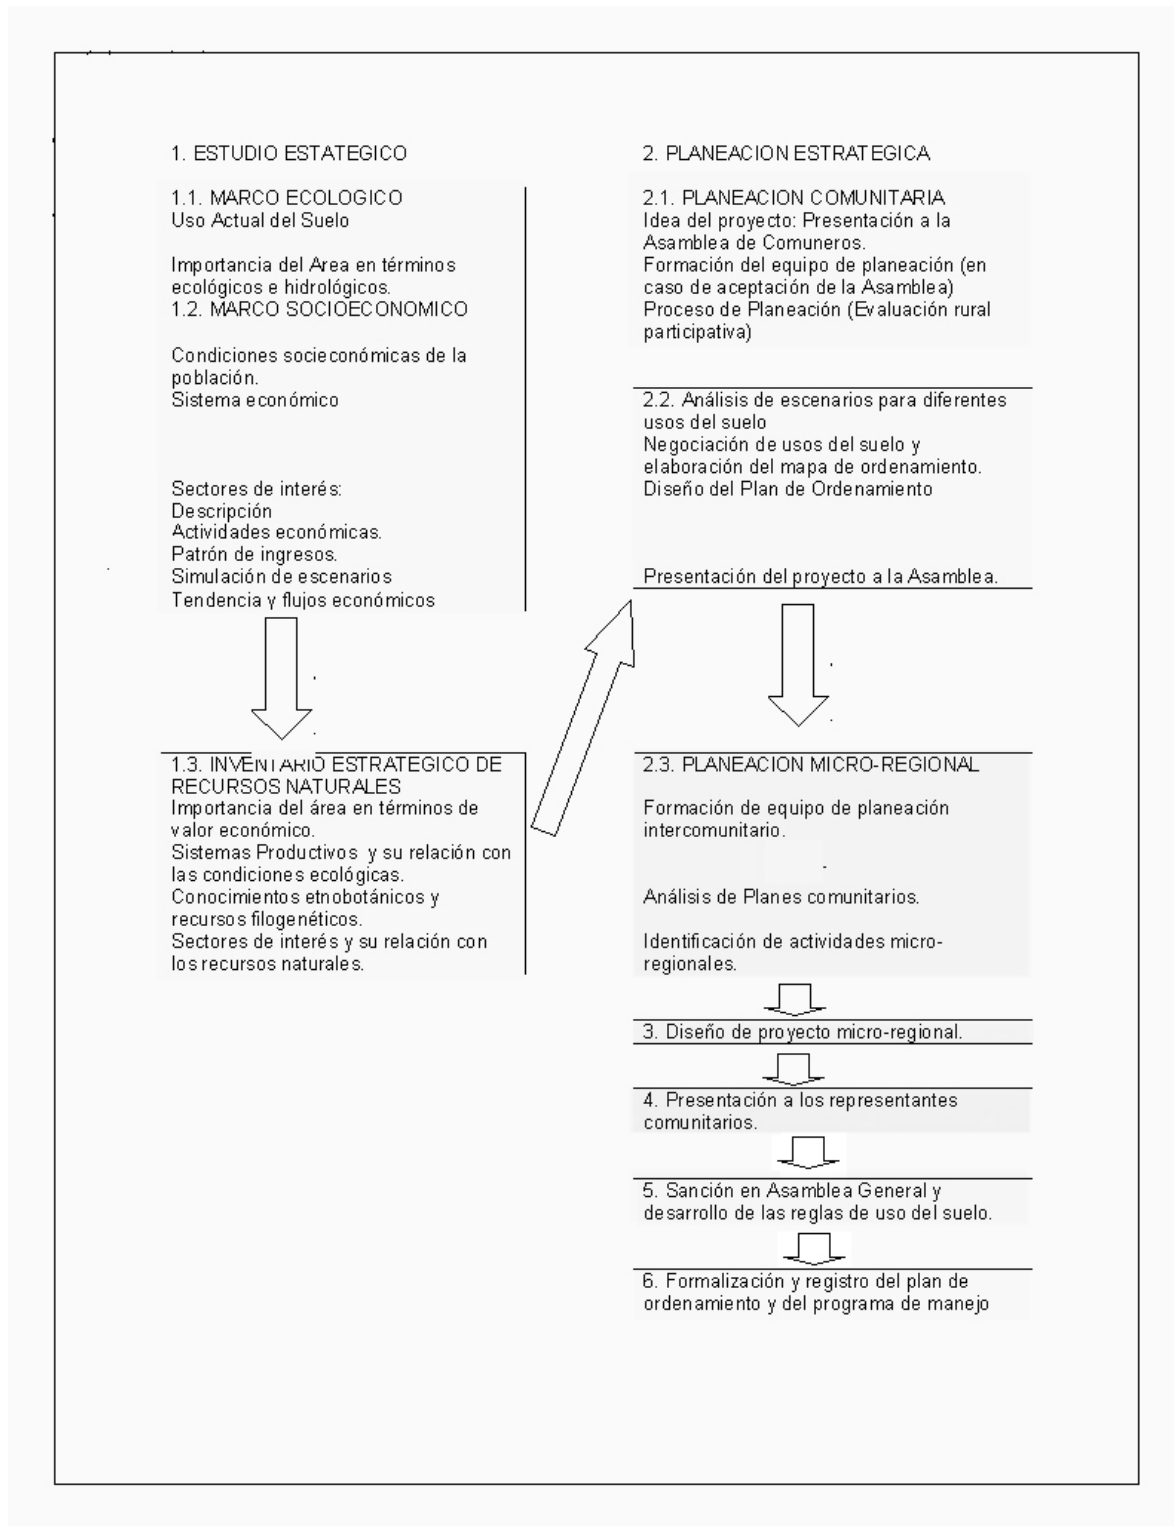 1. ESTUDIO ESTATEGICO
1.1. MARCO ECOLOGICO
Uso Actual del Suelo
Importancia del Area en términos
ecológicos e hidrológicos.
1.2. MARCO SOCIOECONOMICO
Condiciones socieconómicas de la
población.
Sistema económico
Sectores de interés:
Descripción
Actividades económicas.
Patrón de ingresos.
Simulación de escenarios
Tendencia y flujos económicos
1.3. INVENTARIO ESTRATEGICO DE
RECURSOS NATURALES
Importancia del área en términos de
valor económico.
Sistemas Productivos y su relación con
las condiciones ecológicas.
Conocimientos etnobotánicos y
recursos filogenéticos.
Sectores de interés y su relación con
los recursos naturales.
2. PLANEACION ESTRATEGICA
2.1. PLANEACION COMUNITARIA
Idea del proyecto: Presentación a la
Asamblea de Comuneros.
Formación del equipo de planeación (en
caso de aceptación de la Asamblea)
Proceso de Planeación (Evaluación rural
participativa)
2.2. Análisis de escenarios para diferentes
usos del suelo
Negociación de usos del suelo y
elaboración del mapa de ordenamiento.
Diseño del Plan de Ordenamiento
Presentación del proyecto a la Asamblea.
2.3. PLANEACION MICRO-REGIONAL
Formación de equipo de planeación
intercomunitario.
Análisis de Planes comunitarios.
Identificación de actividades micro-
regionales.
3. Diseño de proyecto micro-regional.
4. Presentación a los representantes
comunitarios.
5. Sanción en Asamblea General y
desarrollo de las reglas de uso del suelo.
6. Formalización y registro del plan de
ordenamiento y del programa de manejo